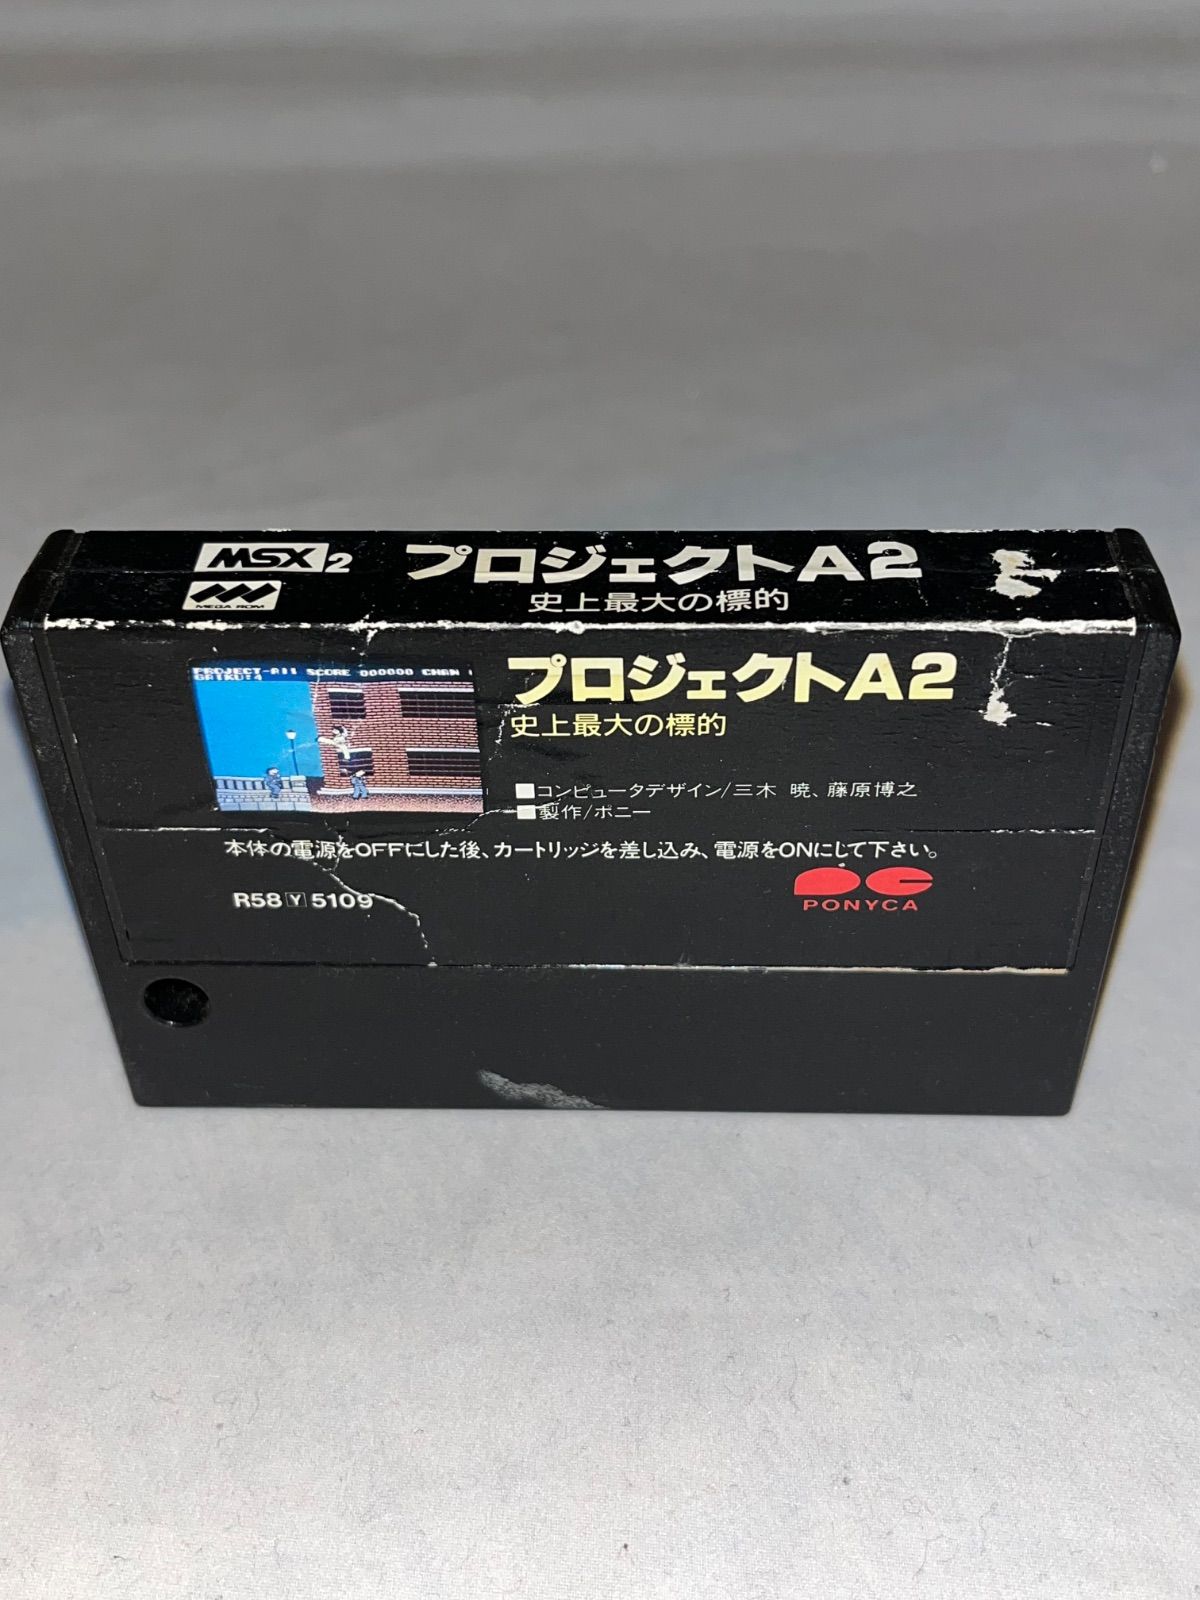 MSX2 プロジェクトA2
MEGA ROM 史上最大の標的
PROJECT-AII SCORE 000000 CHAN
プロジェクトA2
史上最大の標的
■コンピュータデザイン/三木 暁、藤原博之
■製作/ポニー
本体の電源をOFFにした後、カートリッジを差し込み、電源をONにして下さい。
R58Y5109
PONYCA